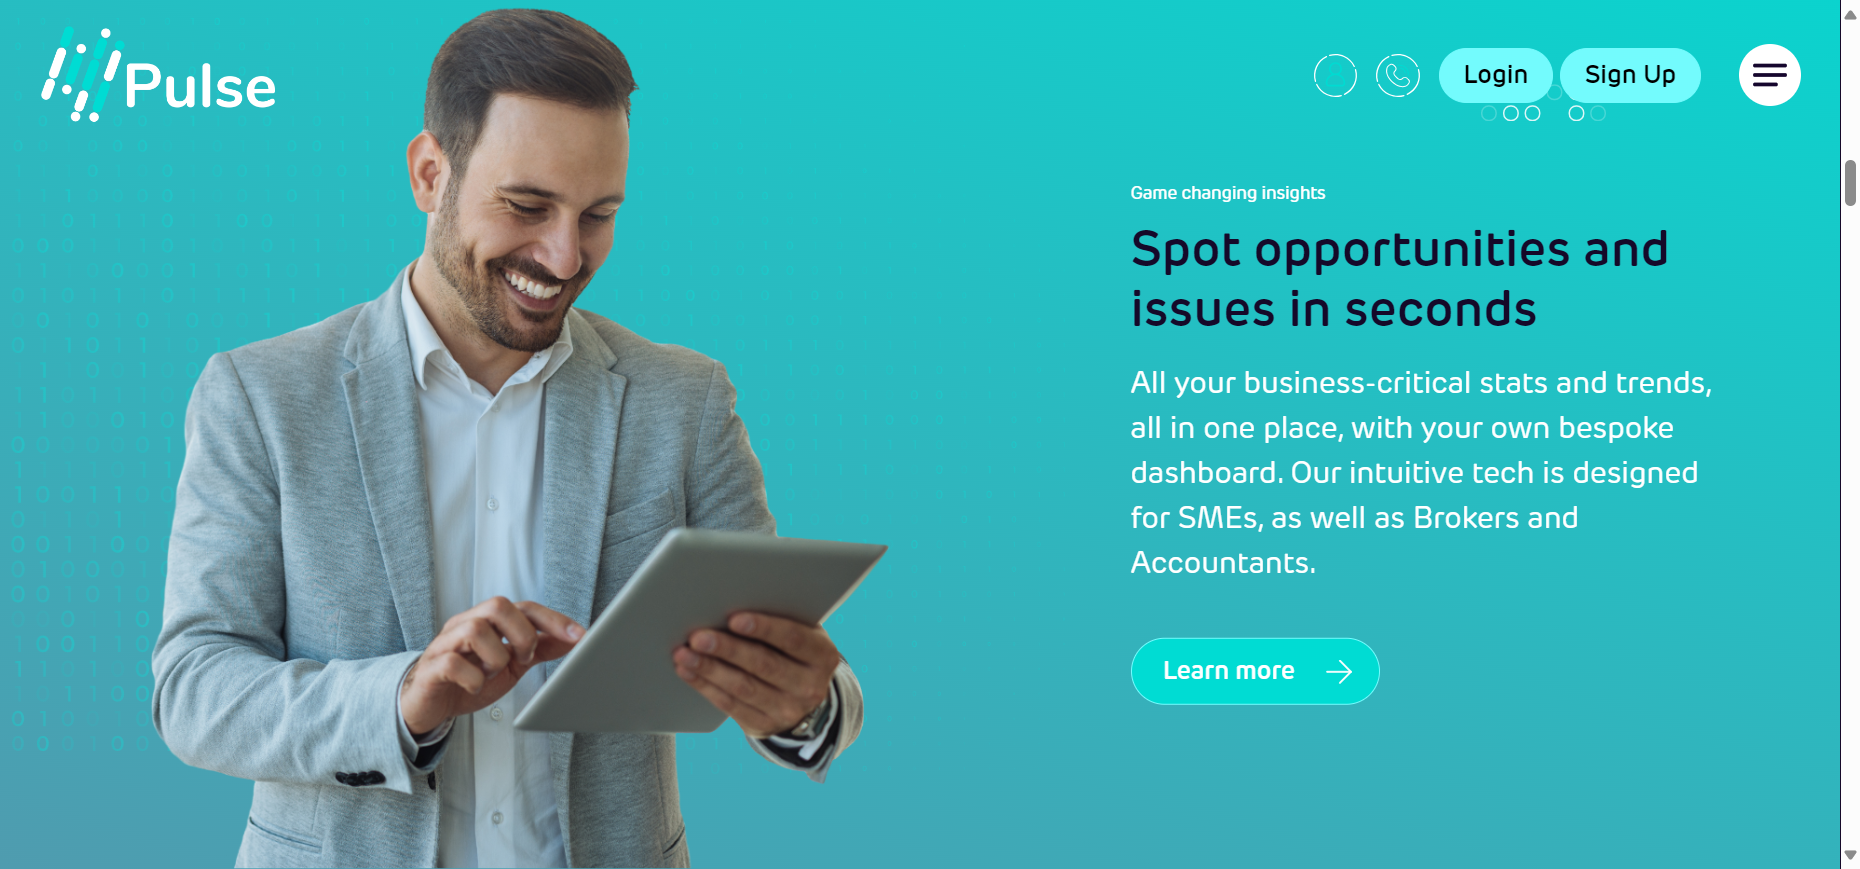 Pulse
Login
Sign Up
Game changing insights
Spot opportunities and
issues in seconds
All your business-critical stats and trends,
all in one place, with your own bespoke
dashboard. Our intuitive tech is designed
for SMEs, as well as Brokers and
Accountants.
Learn more